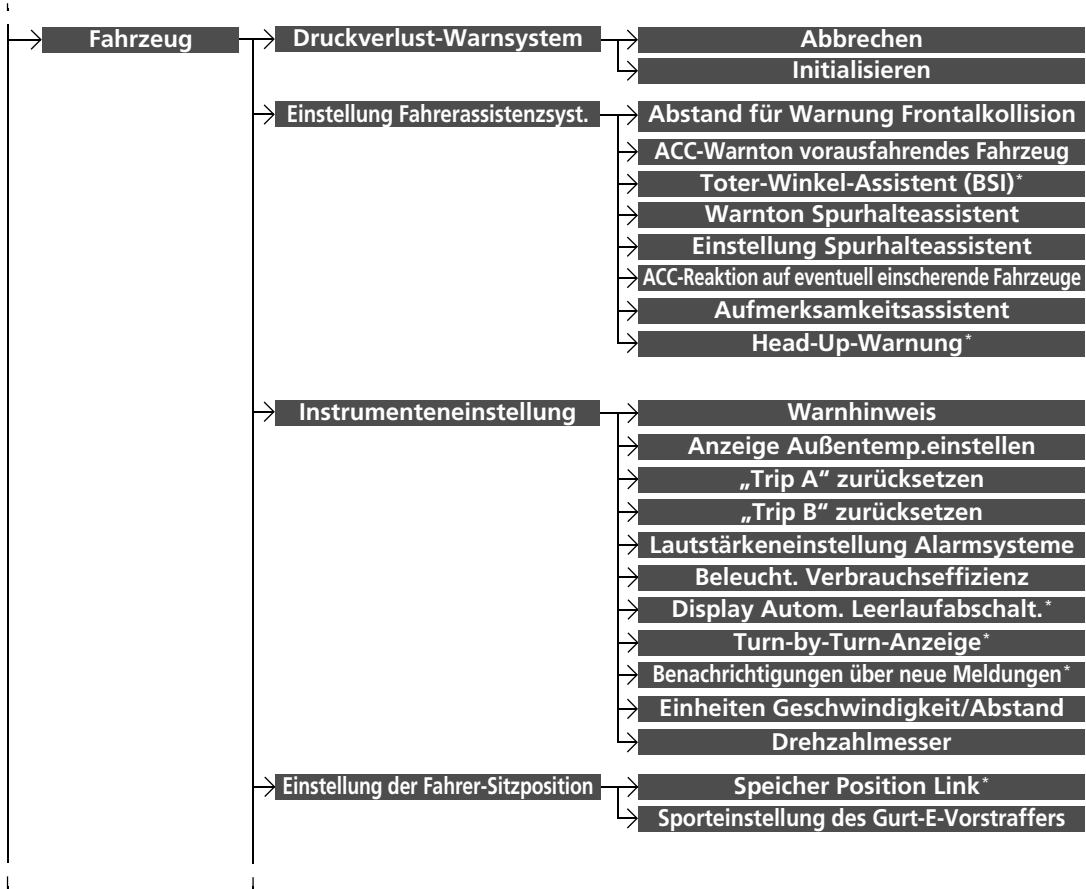 Fahrzeug
Druckverlust-Warnsystem
Abbrechen
Initialisieren
Einstellung Fahrerassistenzsyst.
Abstand für Warnung Frontalkollision
ACC-Warnton vorausfahrendes Fahrzeug
Toter-Winkel-Assistent (BSI)*
Warnton Spurhalteassistent
Einstellung Spurhalteassistent
ACC-Reaktion auf eventuell einscherende Fahrzeuge
Aufmerksamkeitsassistent
Head-Up-Warnung*
Instrumenteneinstellung
Warnhinweis
Anzeige Außentemp.einstellen
„Trip A“ zurücksetzen
„Trip B“ zurücksetzen
Lautstärkeneinstellung Alarmsysteme
Beleucht. Verbrauchseffizienz
Display Autom. Leerlaufabschalt.*
Turn-by-Turn-Anzeige*
Benachrichtigungen über neue Meldungen*
Einheiten Geschwindigkeit/Abstand
Drehzahlmesser
Einstellung der Fahrer-Sitzposition
Speicher Position Link*
Sporteinstellung des Gurt-E-Vorstraffers